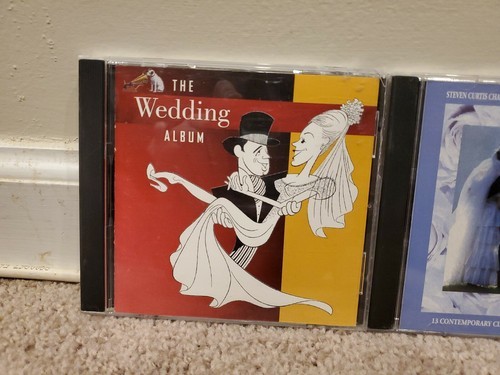 THE
Wedding
ALBUM
STEVEN CURTIS CHA
13 CONTEMPORARY C